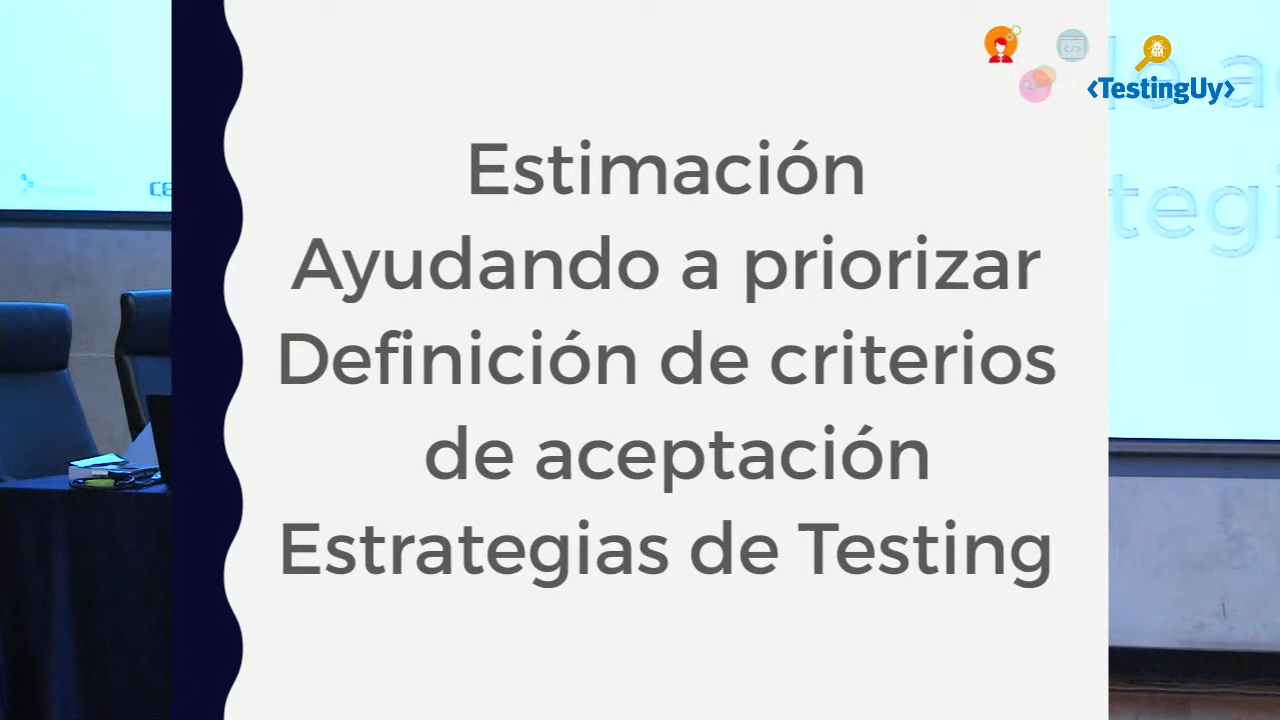 <TestingUy>
Estimación
Ayudando a priorizar
Definición de criterios
de aceptación
Estrategias de Testing